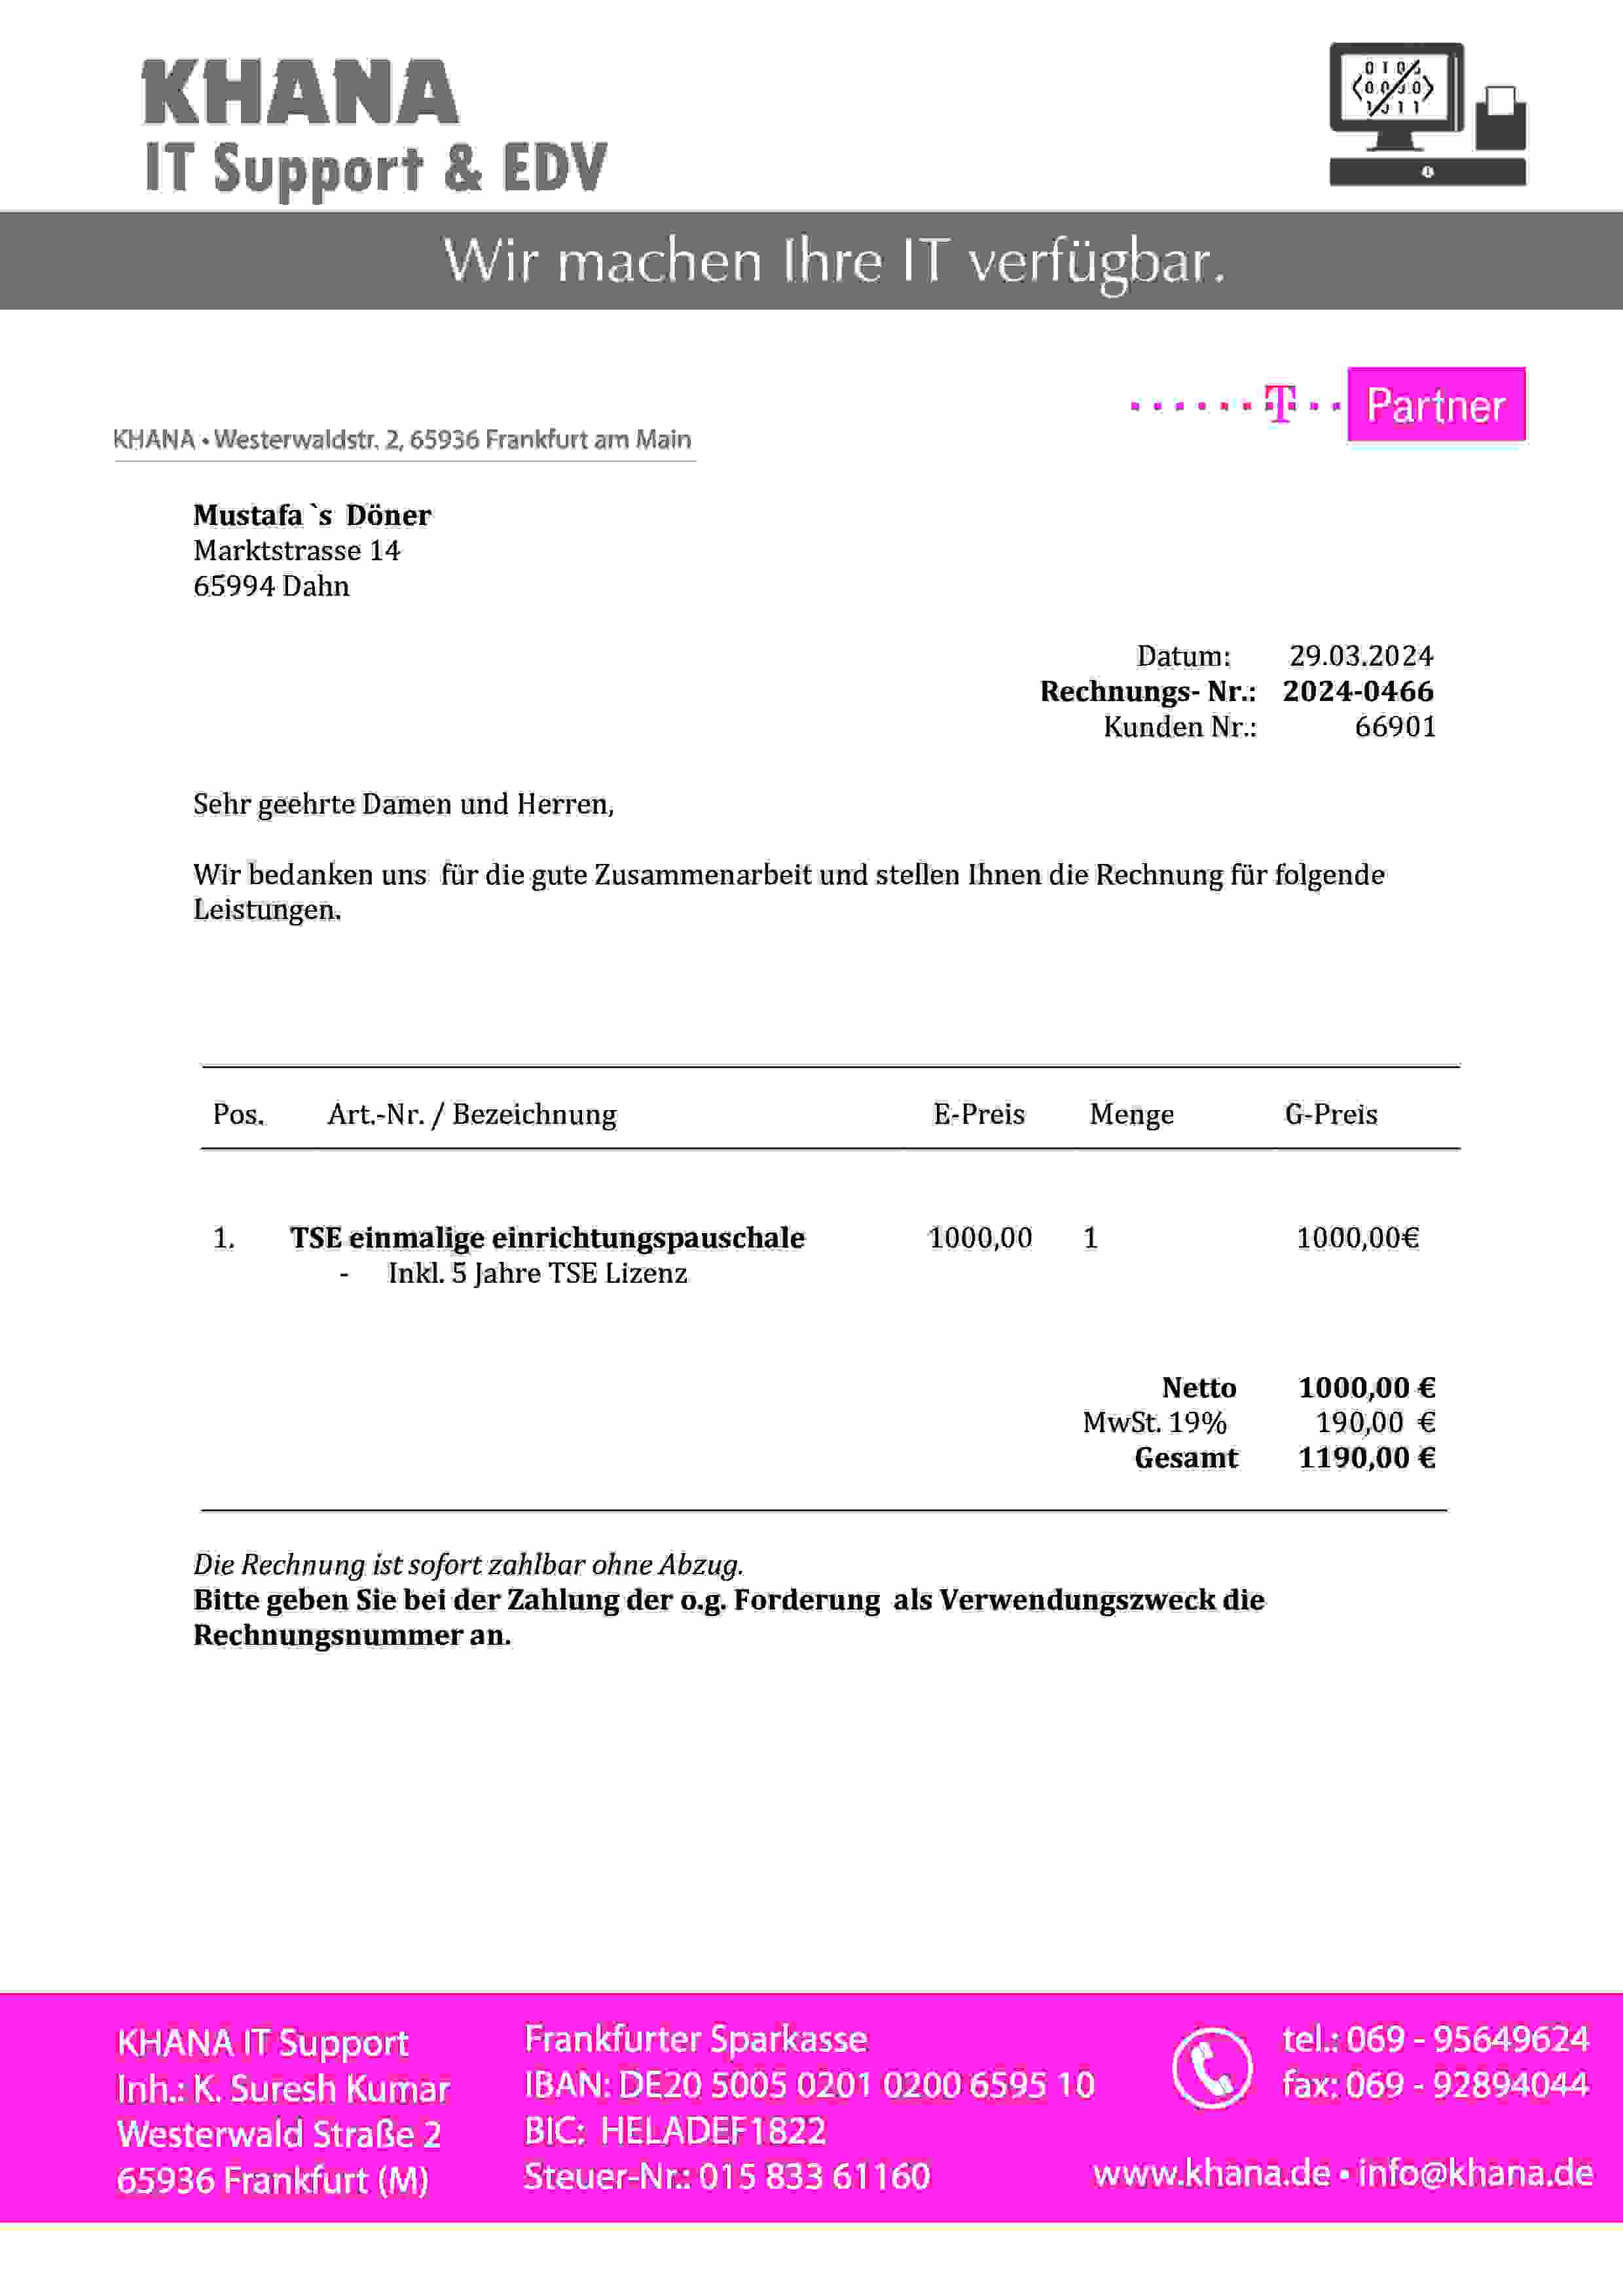 KHANA
IT Support & EDV
Wir machen Ihre IT verfügbar.
T Partner
KHANA • Westerwaldstr. 2, 65936 Frankfurt am Main
Mustafa `s Döner
Marktstrasse 14
65994 Dahn
Datum: 29.03.2024
Rechnungs- Nr.: 2024-0466
Kunden Nr.: 66901
Sehr geehrte Damen und Herren,
Wir bedanken uns für die gute Zusammenarbeit und stellen Ihnen die Rechnung für folgende
Leistungen.
Pos. Art.-Nr. / Bezeichnung E-Preis Menge G-Preis
1. TSE einmalige einrichtungspauschale 1000,00 1 1000,00€
- Inkl. 5 Jahre TSE Lizenz
Netto 1000,00 €
MwSt. 19% 190,00 €
Gesamt 1190,00 €
Die Rechnung ist sofort zahlbar ohne Abzug.
Bitte geben Sie bei der Zahlung der o.g. Forderung als Verwendungszweck die
Rechnungsnummer an.
KHANA IT Support
Inh.: K. Suresh Kumar
Westerwald Straße 2
65936 Frankfurt (M)
Frankfurter Sparkasse
IBAN: DE20 5005 0201 0200 6595 10
BIC: HELADEF1822
Steuer-Nr.: 015 833 61160
tel.: 069 - 95649624
fax: 069 - 92894044
www.khana.de • info@khana.de